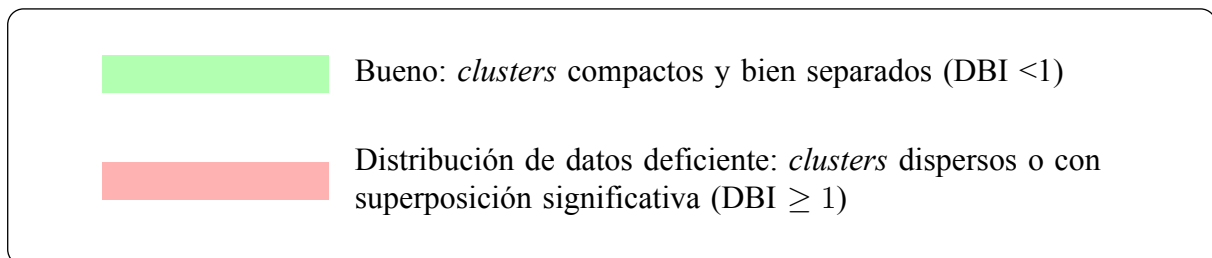 Bueno: clusters compactos y bien separados (DBI <1)
Distribución de datos deficiente: clusters dispersos o con
superposición significativa (DBI ≥ 1)